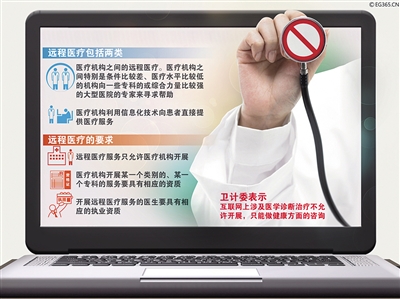 ©EG365.CN
远程医疗包括两类
医疗机构之间的远程医疗。医疗机构之
间特别是条件比较差、医疗水平比较低
的机构向一些专科的或综合力量比较强
的大型医院的专家来寻求帮助
医疗机构利用信息化技术向患者直接提
供医疗服务
远程医疗的要求
远程医疗服务只允许医疗机构开展
医疗机构开展某一个类别的、某一
个专科的服务要具有相应的资质
开展远程医疗服务的医生要具有相
应的执业资质
卫计委表示
互联网上涉及医学诊断治疗不允
许开展，只能做健康方面的咨询